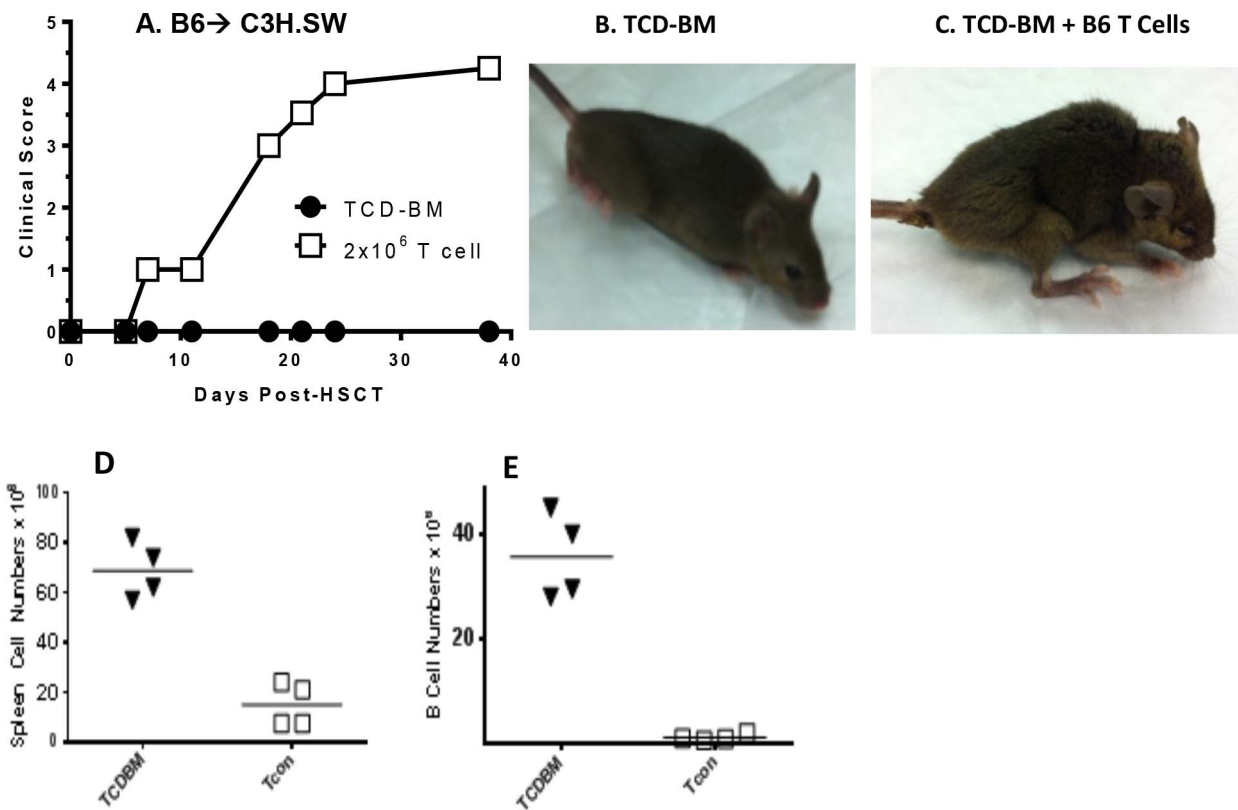 A. B6→ C3H.SW
B. TCD-BM
C. TCD-BM + B6 T Cells
5
4
3
2
1
0
Clinical Score
TCD-BM
2x10⁶ T cell
0 10 20 30 40
Days Post-HSCT
D
100
80
60
40
20
0
Spleen Cell Numbers x 10⁶
TCDBM
Tcon
E
40
20
B Cell Numbers x 10⁶
TCDBM
Tcon